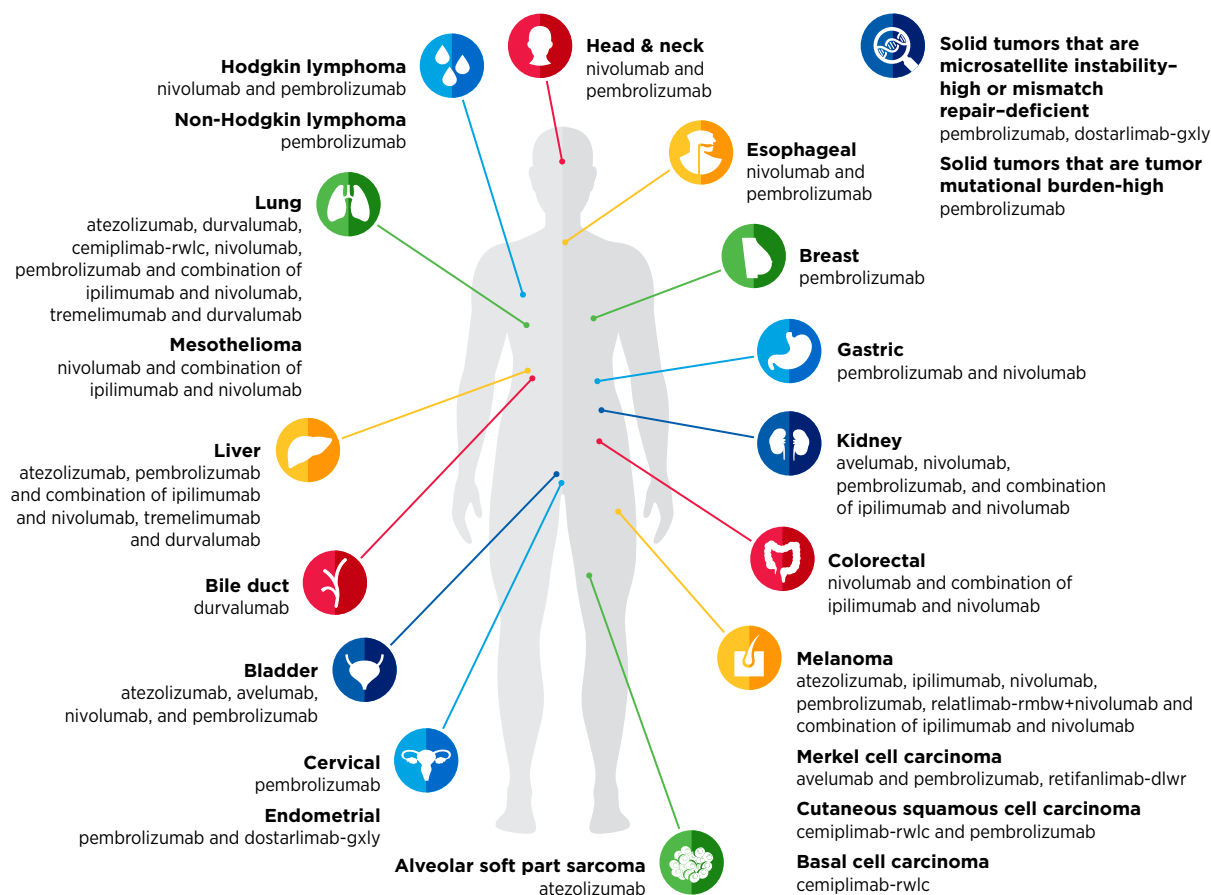 Hodgkin lymphoma
nivolumab and pembrolizumab
Non-Hodgkin lymphoma
pembrolizumab
Lung
atezolizumab, durvalumab,
cemiplimab-rwlc, nivolumab,
pembrolizumab and combination of
ipilimumab and nivolumab,
tremelimumab and durvalumab
Mesothelioma
nivolumab and combination of
ipilimumab and nivolumab
Liver
atezolizumab, pembrolizumab
and combination of ipilimumab
and nivolumab, tremelimumab
and durvalumab
Bile duct
durvalumab
Bladder
atezolizumab, avelumab,
nivolumab, and pembrolizumab
Cervical
pembrolizumab
Endometrial
pembrolizumab and dostarlimab-gxly
Alveolar soft part sarcoma
atezolizumab
Head & neck
nivolumab and
pembrolizumab
Esophageal
nivolumab and
pembrolizumab
Breast
pembrolizumab
Gastric
pembrolizumab and nivolumab
Kidney
avelumab, nivolumab,
pembrolizumab, and combination
of ipilimumab and nivolumab
Colorectal
nivolumab and combination of
ipilimumab and nivolumab
Melanoma
atezolizumab, ipilimumab, nivolumab,
pembrolizumab, relatlimab-rmbw+nivolumab and
combination of ipilimumab and nivolumab
Merkel cell carcinoma
avelumab and pembrolizumab, retifanlimab-dlwr
Cutaneous squamous cell carcinoma
cemiplimab-rwlc and pembrolizumab
Basal cell carcinoma
cemiplimab-rwlc
Solid tumors that are
microsatellite instability–
high or mismatch
repair–deficient
pembrolizumab, dostarlimab-gxly
Solid tumors that are tumor
mutational burden-high
pembrolizumab